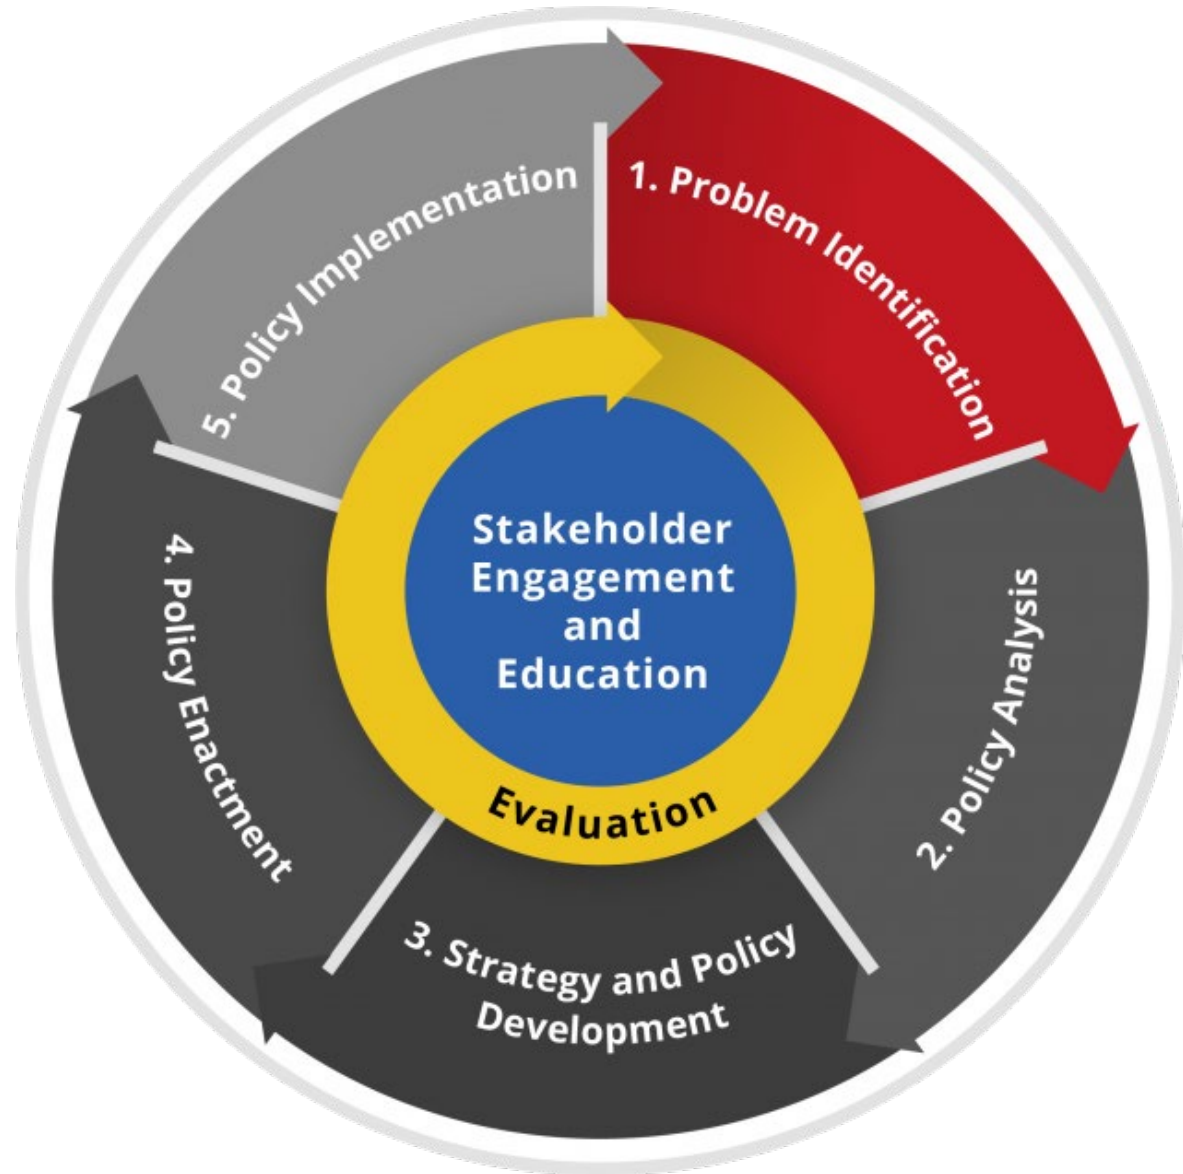 1. Problem Identification
2. Policy Analysis
3. Strategy and Policy
Development
4. Policy Enactment
5. Policy Implementation
Stakeholder
Engagement
and
Education
Evaluation